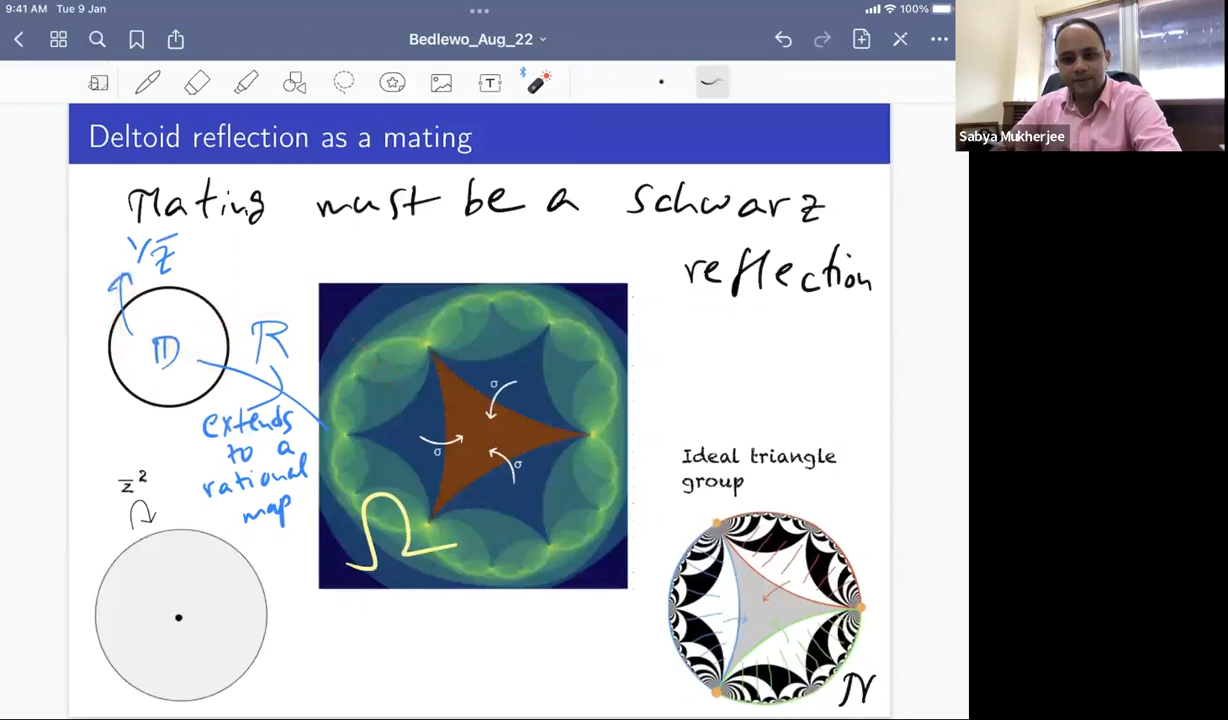 9:41 AM Tue 9 Jan
100%
Bedlewo_Aug_22
Sabya Mukherjee
Deltoid reflection as a mating
Mating must be a Schwarz
reflection
1/z̅
𝔻
R
extends
to a
rational
map
σ
σ
σ
Ω
z̅²
Ideal triangle
group
N